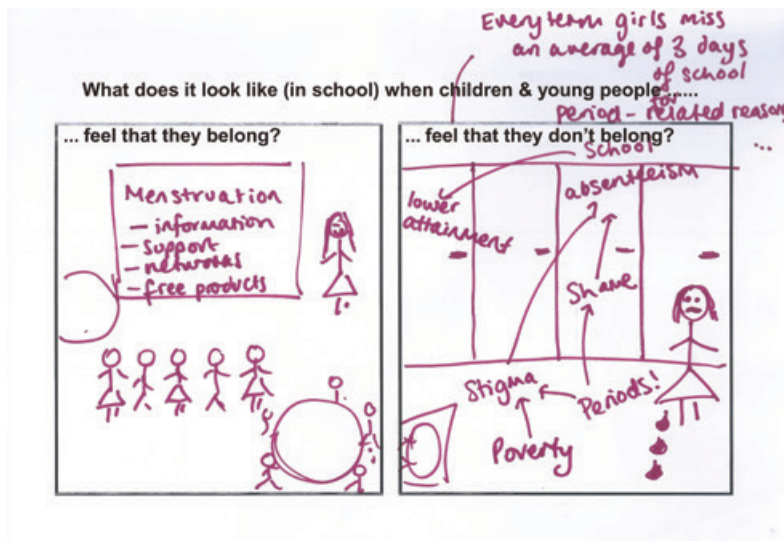 Every term girls miss
an average of 3 days
of school
for
period-related reasons
...
What does it look like (in school) when children & young people ......
... feel that they belong?
Menstruation
- information
- support
- networks
- free products
... feel that they don't belong?
School
absenteeism
lower
attainment
Shame
Stigma
Periods!
Poverty